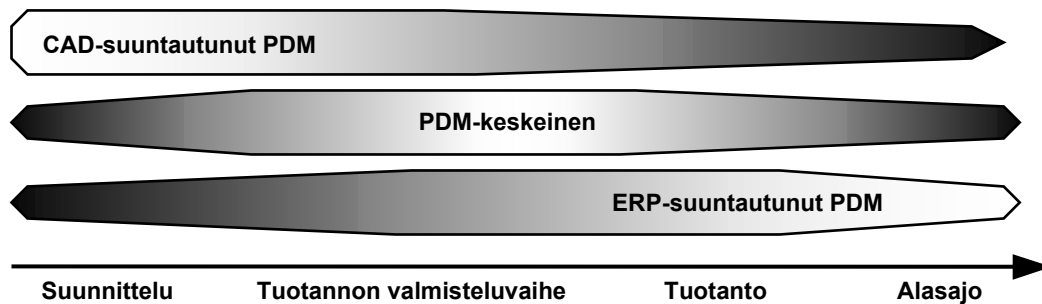 CAD-suuntautunut PDM
PDM-keskeinen
ERP-suuntautunut PDM
Suunnittelu Tuotannon valmisteluvaihe Tuotanto Alasajo